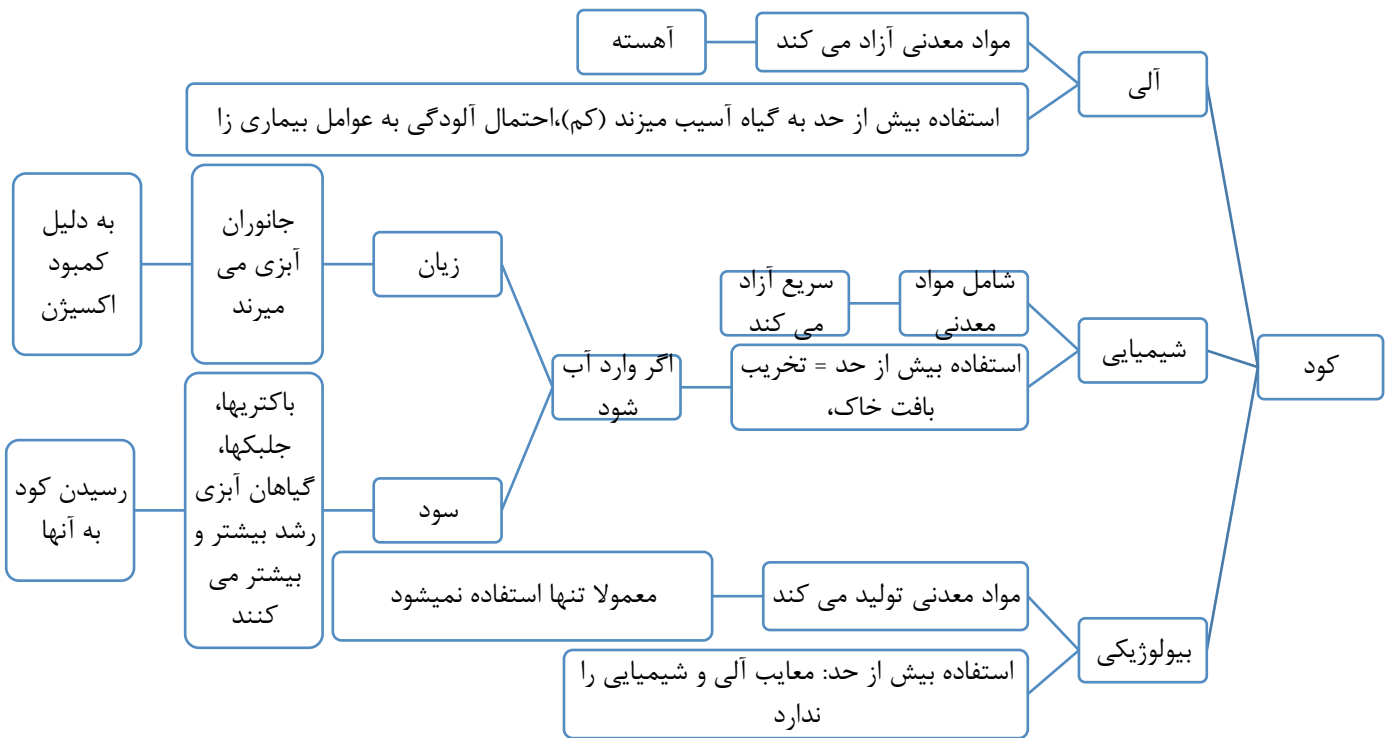 کود
آلی
مواد معدنی آزاد می کند
آهسته
استفاده بیش از حد به گیاه آسیب میزند (کم)،احتمال آلودگی به عوامل بیماری زا
شیمیایی
شامل مواد
معدنی
سریع آزاد
می کند
استفاده بیش از حد = تخریب
بافت خاک،
اگر وارد آب
شود
زیان
جانوران
آبزی می
میرند
به دلیل
کمبود
اکسیژن
سود
باکتریها،
جلبکها،
گیاهان آبزی
رشد بیشتر و
بیشتر می
کنند
رسیدن کود
به آنها
بیولوژیکی
مواد معدنی تولید می کند
معمولا تنها استفاده نمیشود
استفاده بیش از حد: معایب آلی و شیمیایی را
ندارد